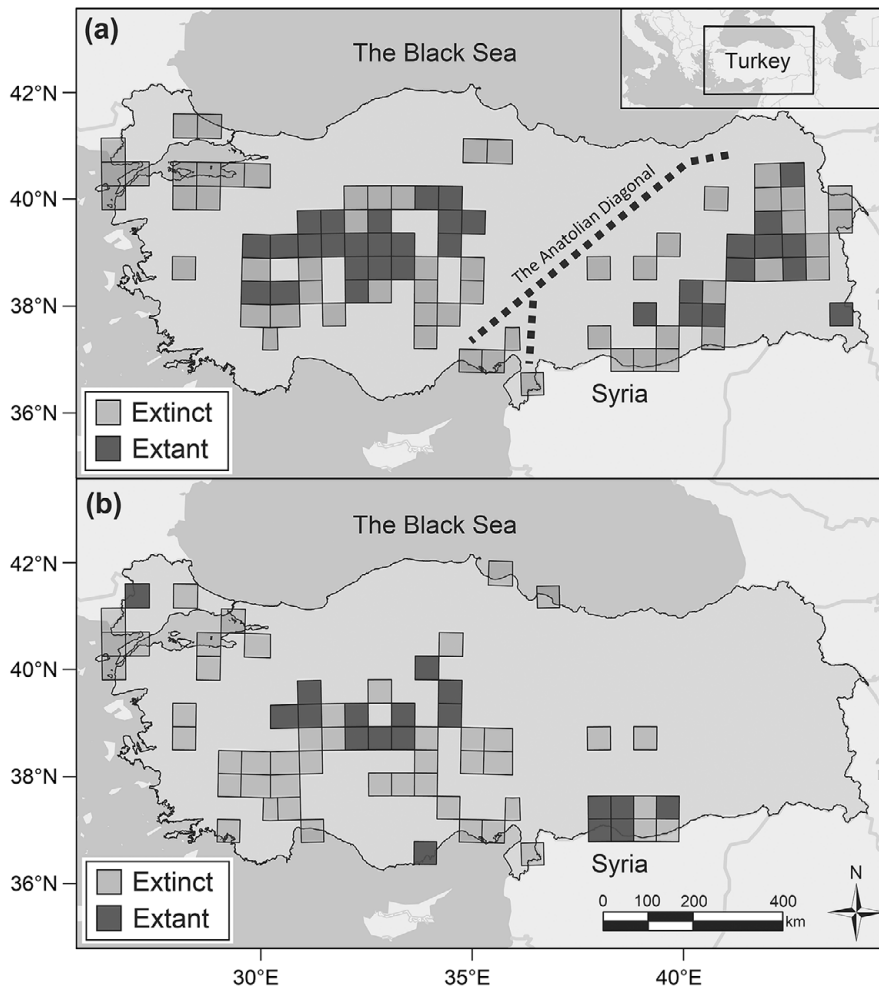 (a)
The Black Sea
Turkey
42°N
40°N
The Anatolian Diagonal
38°N
36°N
Syria
Extinct
Extant
(b)
The Black Sea
42°N
40°N
38°N
36°N
Syria
Extinct
Extant
N
0 100 200 400
km
30°E 35°E 40°E